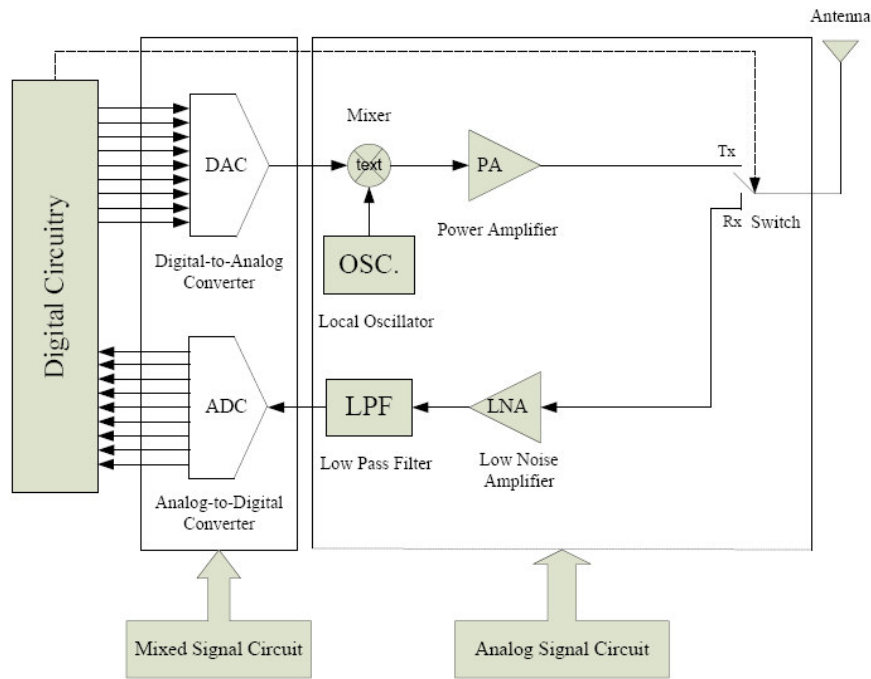 Antenna
Mixer
DAC
text
PA
Tx
Rx
Switch
Power Amplifier
Digital-to-Analog
Converter
OSC.
Local Oscillator
Digital Circuitry
ADC
LPF
LNA
Low Pass Filter
Low Noise
Amplifier
Analog-to-Digital
Converter
Mixed Signal Circuit
Analog Signal Circuit